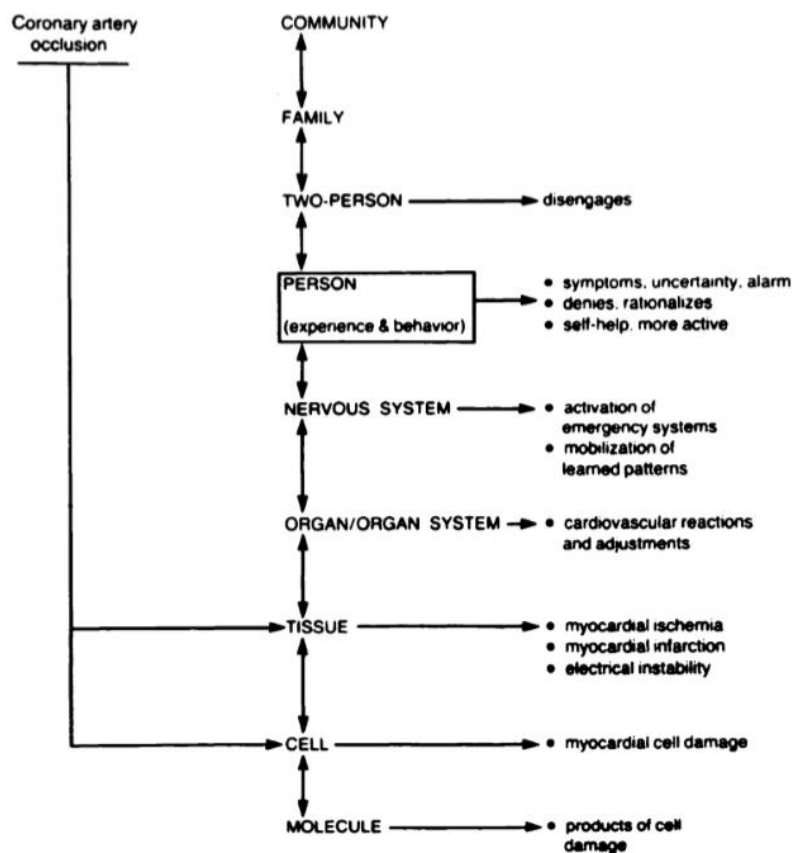 Coronary artery
occlusion
COMMUNITY
FAMILY
TWO-PERSON
disengages
PERSON
(experience & behavior)
• symptoms, uncertainty, alarm
• denies, rationalizes
• self-help, more active
NERVOUS SYSTEM
• activation of
emergency systems
• mobilization of
learned patterns
ORGAN/ORGAN SYSTEM
• cardiovascular reactions
and adjustments
TISSUE
• myocardial ischemia
• myocardial infarction
• electrical instability
CELL
• myocardial cell damage
MOLECULE
• products of cell
damage